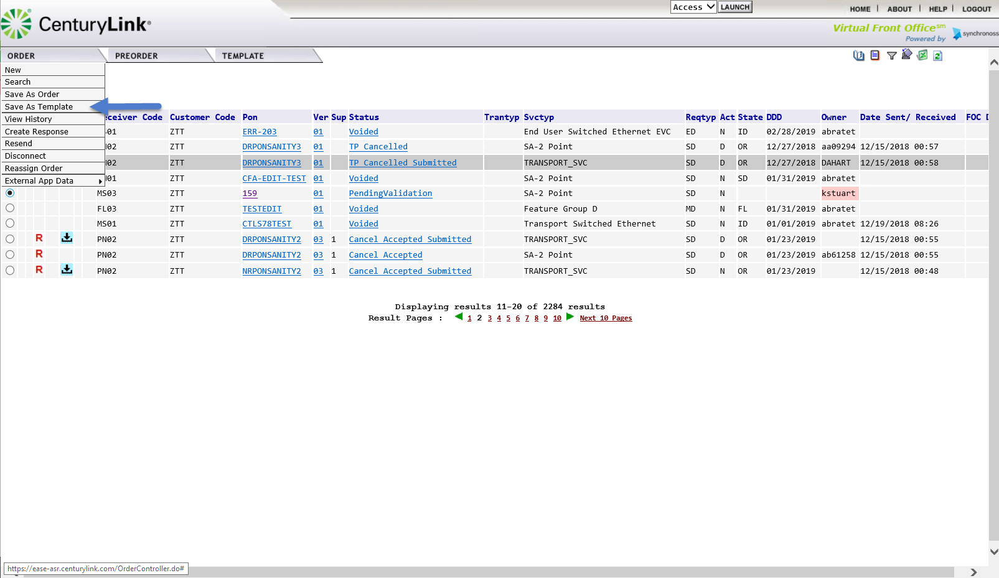 Access LAUNCH HOME | ABOUT | HELP | LOGOUT
CenturyLink®
Virtual Front Office℠
Powered by synchronoss
ORDER PREORDER TEMPLATE
New
Search
Save As Order
Save As Template
View History
Create Response
Resend
Disconnect
Reassign Order
External App Data
ceiver Code Customer Code Pon Ver Sup Status Trantyp Svctyp Reqtyp Act State DDD Owner Date Sent/ Received FOC D
01 ZTT ERR-203 01 Voided End User Switched Ethernet EVC ED N ID 02/28/2019 abratet
02 ZTT DRPONSANITY3 01 TP Cancelled SA-2 Point SD D OR 12/27/2018 aa09294 12/15/2018 00:57
02 ZTT DRPONSANITY3 01 TP Cancelled Submitted TRANSPORT_SVC SD D OR 12/27/2018 DAHART 12/15/2018 00:58
01 ZTT CFA-EDIT-TEST 01 Voided SA-2 Point SD N SD 01/31/2019 abratet
MS03 ZTT 159 01 PendingValidation SA-2 Point SD N kstuart
FL03 ZTT TESTEDIT 01 Voided Feature Group D MD N FL 01/31/2019 abratet
MS01 ZTT CTLS78TEST 01 Voided Transport Switched Ethernet SD N ID 01/01/2019 abratet 12/19/2018 08:26
R PN02 ZTT DRPONSANITY2 03 1 Cancel Accepted Submitted TRANSPORT_SVC SD D OR 01/23/2019 12/15/2018 00:55
R PN02 ZTT DRPONSANITY2 03 1 Cancel Accepted SA-2 Point SD D OR 01/23/2019 ab61258 12/15/2018 00:55
R PN02 ZTT NRPONSANITY2 03 1 Cancel Accepted Submitted TRANSPORT_SVC SD N OR 01/23/2019 12/15/2018 00:48
Displaying results 11-20 of 2284 results
Result Pages : 1 2 3 4 5 6 7 8 9 10 Next 10 Pages
https://ease-asr.centurylink.com/OrderController.do#